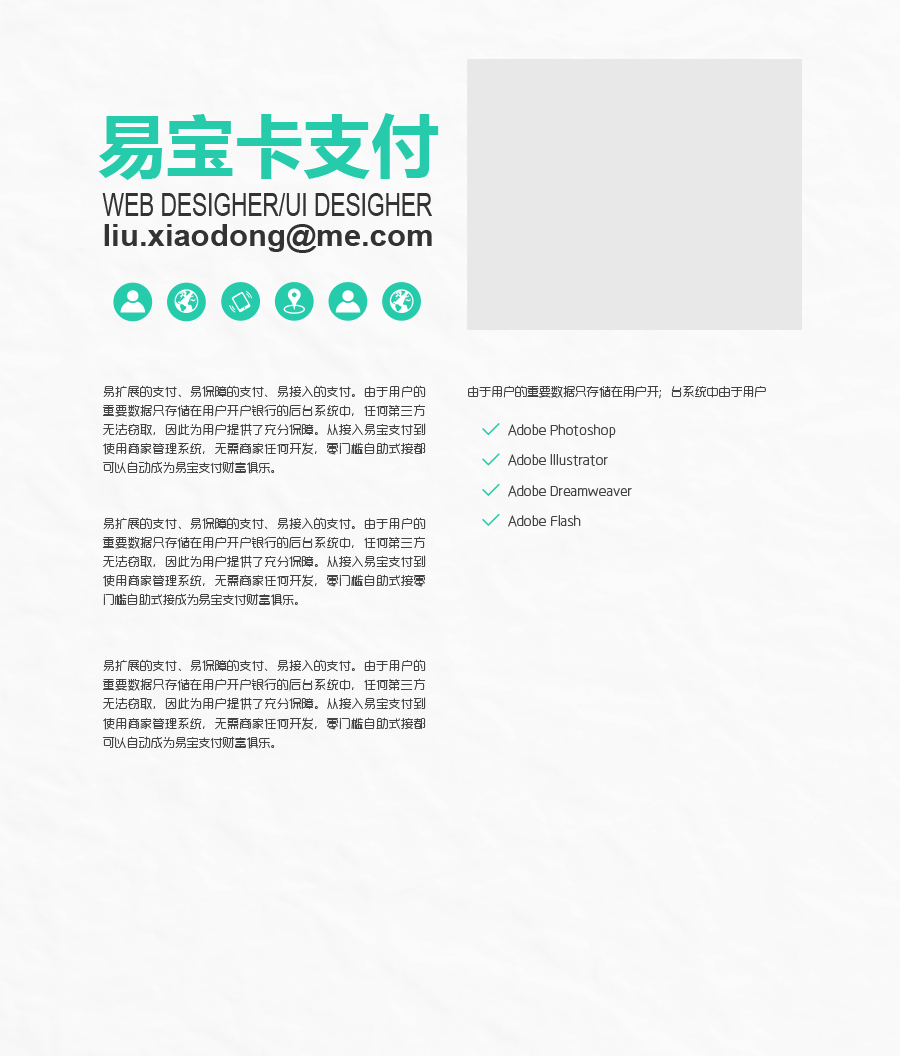 易宝卡支付
WEB DESIGHER/UI DESIGHER
liu.xiaodong@me.com
易扩展的支付、易保障的支付、易接入的支付。由于用户的
重要数据只存储在用户开户银行的后台系统中，任何第三方
无法窃取，因此为用户提供了充分保障。从接入易宝支付到
使用商家管理系统，无需商家任何开发，零门槛自助式接都
可以自动成为易宝支付财富俱乐。
易扩展的支付、易保障的支付、易接入的支付。由于用户的
重要数据只存储在用户开户银行的后台系统中，任何第三方
无法窃取，因此为用户提供了充分保障。从接入易宝支付到
使用商家管理系统，无需商家任何开发，零门槛自助式接零
门槛自助式接成为易宝支付财富俱乐。
易扩展的支付、易保障的支付、易接入的支付。由于用户的
重要数据只存储在用户开户银行的后台系统中，任何第三方
无法窃取，因此为用户提供了充分保障。从接入易宝支付到
使用商家管理系统，无需商家任何开发，零门槛自助式接都
可以自动成为易宝支付财富俱乐。
由于用户的重要数据只存储在用户开；台系统中由于用户
Adobe Photoshop
Adobe Illustrator
Adobe Dreamweaver
Adobe Flash